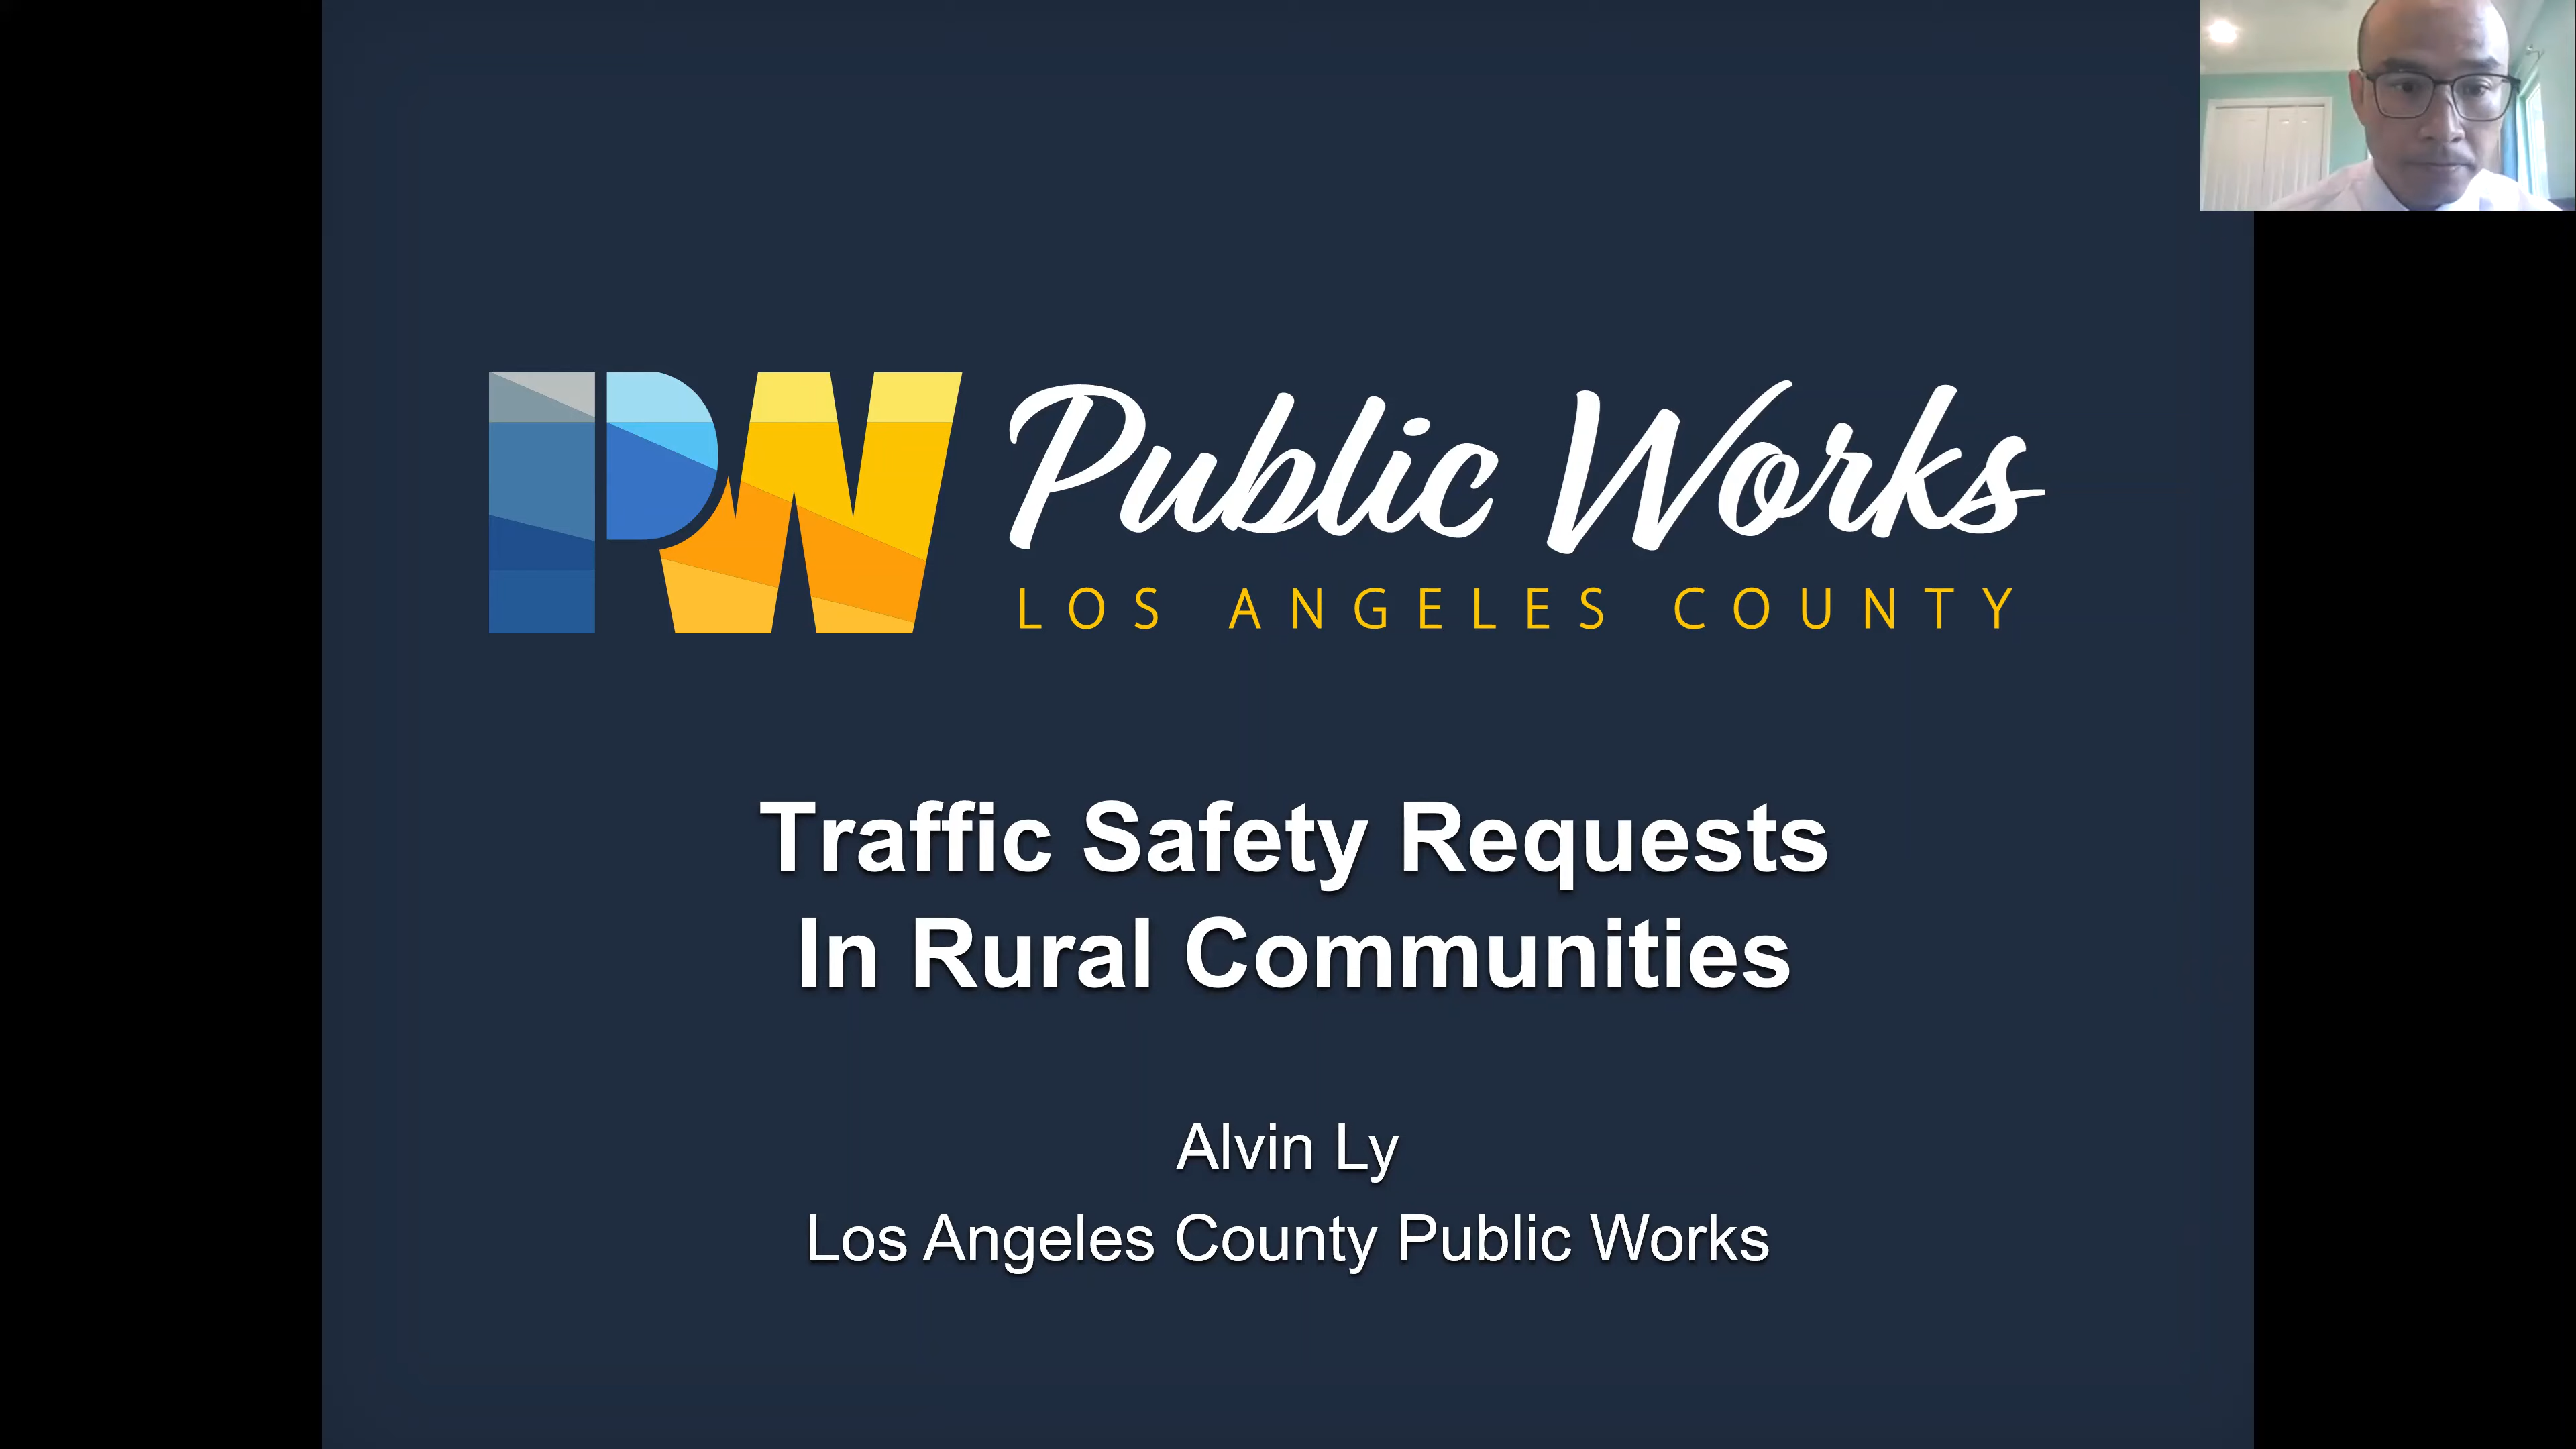 PW Public Works
LOS ANGELES COUNTY
Traffic Safety Requests
In Rural Communities
Alvin Ly
Los Angeles County Public Works